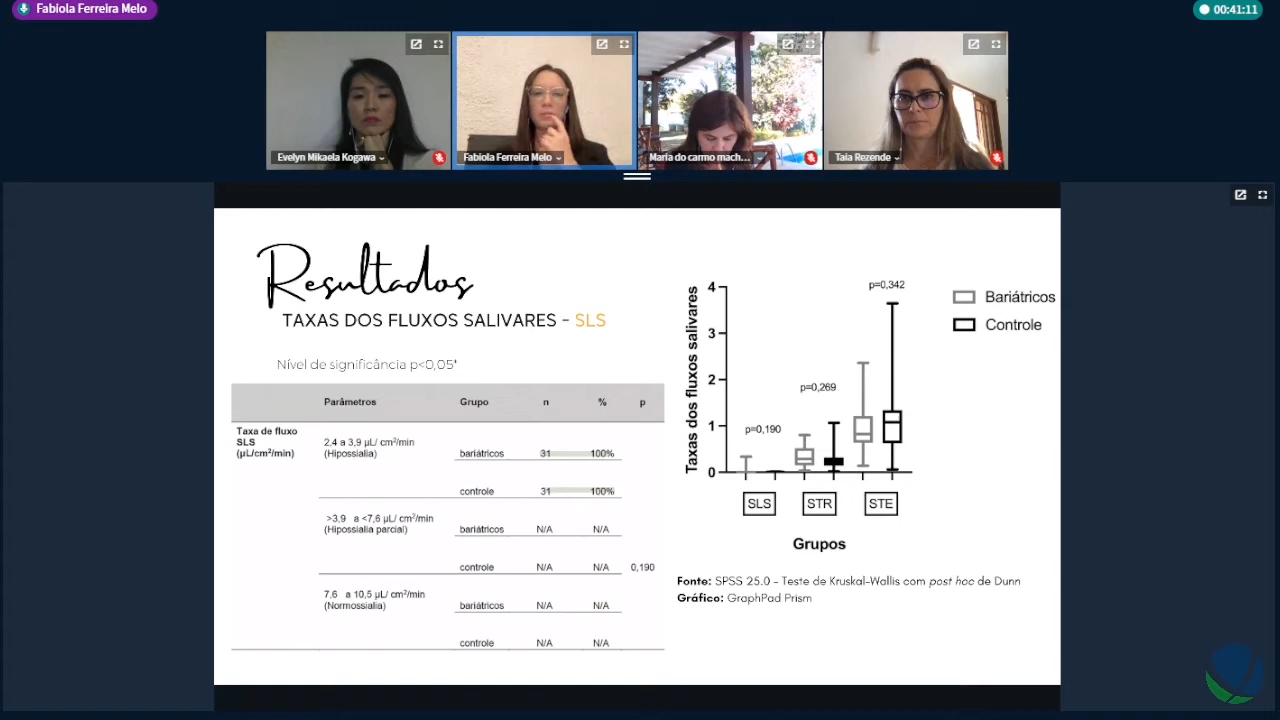 Fabiola Ferreira Melo
00:41:11
Evelyn Mikaela Kogawa
Fabiola Ferreira Melo
Maria do carmo mach...
Taia Rezende
Resultados
TAXAS DOS FLUXOS SALIVARES - SLS
Nível de significância p<0,05*
Parâmetros Grupo n % p
Taxa de fluxo
SLS
(µL/cm²/min)
2,4 a 3,9 µL/ cm²/min)
(Hipossialia)
bariátricos 31 100%
controle 31 100%
>3,9 a <7,6 µL/ cm²/min)
(Hipossialia parcial)
bariátricos N/A N/A
controle N/A N/A 0,190
7,6 a 10,5 µL/ cm²/min)
(Normossialia)
bariátricos N/A N/A
controle N/A N/A
Taxas dos fluxos salivares
4
3
2
1
0
p=0,190
p=0,269
p=0,342
SLS
STR
STE
Grupos
Bariátricos
Controle
Fonte: SPSS 25.0 - Teste de Kruskal-Wallis com post hoc de Dunn
Gráfico: GraphPad Prism